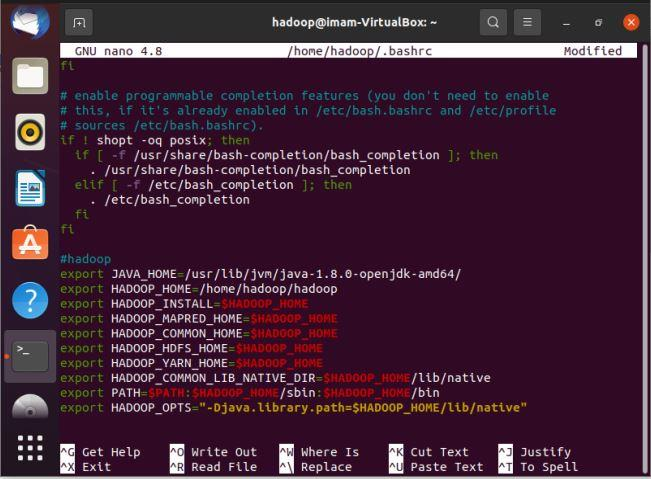 hadoop@imam-VirtualBox: ~
GNU nano 4.8 /home/hadoop/.bashrc Modified
fi
# enable programmable completion features (you don't need to enable
# this, if it's already enabled in /etc/bash.bashrc and /etc/profile
# sources /etc/bash.bashrc).
if ! shopt -oq posix; then
  if [ -f /usr/share/bash-completion/bash_completion ]; then
    . /usr/share/bash-completion/bash_completion
  elif [ -f /etc/bash_completion ]; then
    . /etc/bash_completion
  fi
fi
#hadoop
export JAVA_HOME=/usr/lib/jvm/java-1.8.0-openjdk-amd64/
export HADOOP_HOME=/home/hadoop/hadoop
export HADOOP_INSTALL=$HADOOP_HOME
export HADOOP_MAPRED_HOME=$HADOOP_HOME
export HADOOP_COMMON_HOME=$HADOOP_HOME
export HADOOP_HDFS_HOME=$HADOOP_HOME
export HADOOP_YARN_HOME=$HADOOP_HOME
export HADOOP_COMMON_LIB_NATIVE_DIR=$HADOOP_HOME/lib/native
export PATH=$PATH:$HADOOP_HOME/sbin:$HADOOP_HOME/bin
export HADOOP_OPTS="-Djava.library.path=$HADOOP_HOME/lib/native"
^G Get Help ^O Write Out ^W Where Is ^K Cut Text ^J Justify
^X Exit ^R Read File ^\ Replace ^U Paste Text ^T To Spell